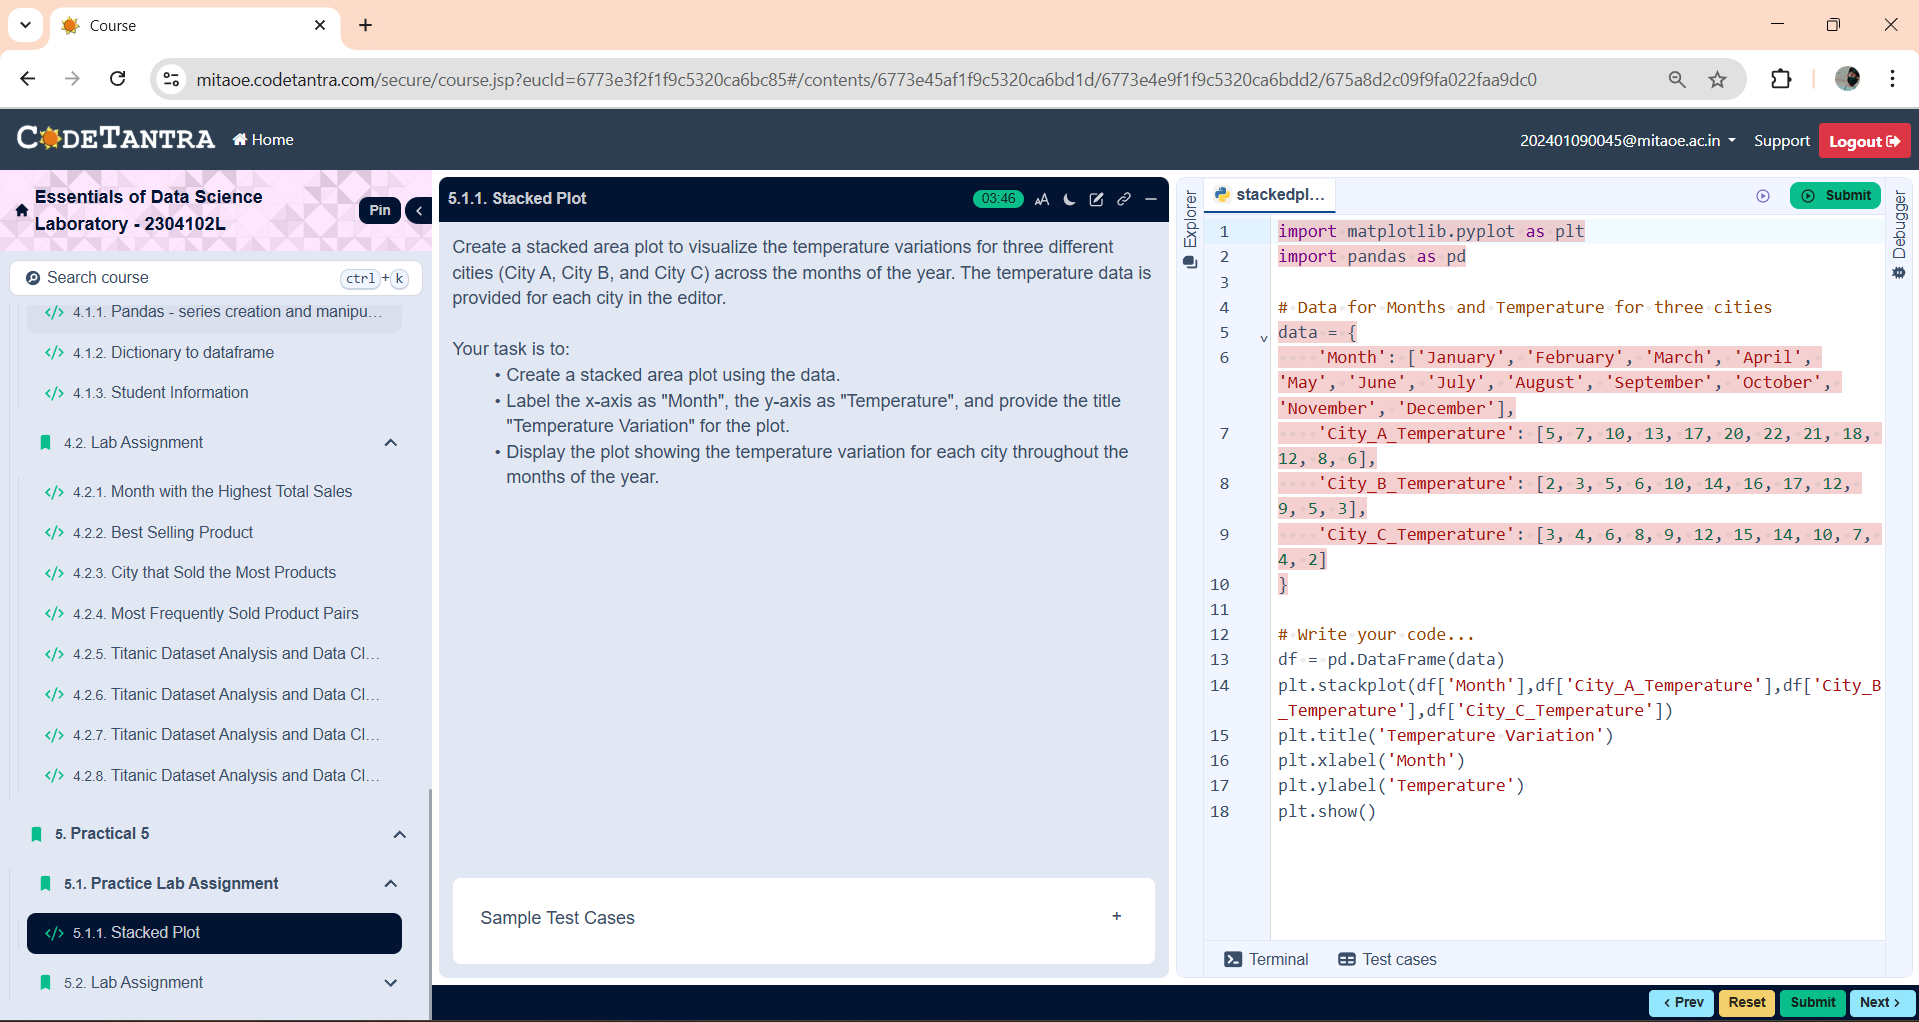 Course
mitaoe.codetantra.com/secure/course.jsp?eucId=6773e3f2f1f9c5320ca6bc85#/contents/6773e45af1f9c5320ca6bd1d/6773e4e9f1f9c5320ca6bdd2/675a8d2c09f9fa022faa9dc0
CODETANTRA
Home
202401090045@mitaoe.ac.in
Support
Logout
Essentials of Data Science
Laboratory - 2304102L
Pin
Search course
ctrl + k
</> 4.1.1. Pandas - series creation and manipu...
</> 4.1.2. Dictionary to dataframe
</> 4.1.3. Student Information
4.2. Lab Assignment
</> 4.2.1. Month with the Highest Total Sales
</> 4.2.2. Best Selling Product
</> 4.2.3. City that Sold the Most Products
</> 4.2.4. Most Frequently Sold Product Pairs
</> 4.2.5. Titanic Dataset Analysis and Data Cl...
</> 4.2.6. Titanic Dataset Analysis and Data Cl...
</> 4.2.7. Titanic Dataset Analysis and Data Cl...
</> 4.2.8. Titanic Dataset Analysis and Data Cl...
5. Practical 5
5.1. Practice Lab Assignment
</> 5.1.1. Stacked Plot
5.2. Lab Assignment
5.1.1. Stacked Plot
03:46
AA
Create a stacked area plot to visualize the temperature variations for three different
cities (City A, City B, and City C) across the months of the year. The temperature data is
provided for each city in the editor.
Your task is to:
• Create a stacked area plot using the data.
• Label the x-axis as "Month", the y-axis as "Temperature", and provide the title
"Temperature Variation" for the plot.
• Display the plot showing the temperature variation for each city throughout the
months of the year.
Sample Test Cases
+
Explorer
stackedpl...
Submit
Debugger
1 import matplotlib.pyplot as plt
2 import pandas as pd
3
4 # Data for Months and Temperature for three cities
5 data = {
6     'Month': ['January', 'February', 'March', 'April',
'May', 'June', 'July', 'August', 'September', 'October',
'November', 'December'],
7     'City_A_Temperature': [5, 7, 10, 13, 17, 20, 22, 21, 18,
12, 8, 6],
8     'City_B_Temperature': [2, 3, 5, 6, 10, 14, 16, 17, 12,
9, 5, 3],
9     'City_C_Temperature': [3, 4, 6, 8, 9, 12, 15, 14, 10, 7,
4, 2]
10 }
11
12 # Write your code...
13 df = pd.DataFrame(data)
14 plt.stackplot(df['Month'],df['City_A_Temperature'],df['City_B
_Temperature'],df['City_C_Temperature'])
15 plt.title('Temperature Variation')
16 plt.xlabel('Month')
17 plt.ylabel('Temperature')
18 plt.show()
Terminal
Test cases
< Prev
Reset
Submit
Next >